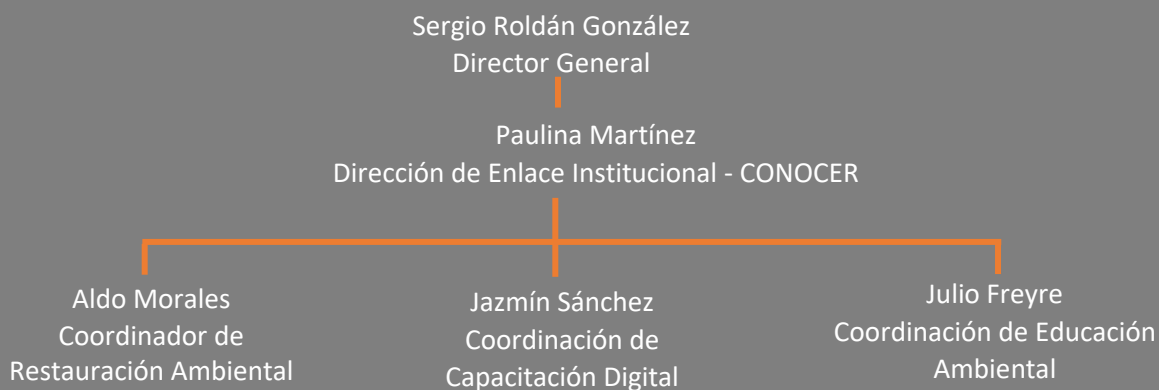 Sergio Roldán González
Director General
Paulina Martínez
Dirección de Enlace Institucional - CONOCER
Aldo Morales
Coordinador de
Restauración Ambiental
Jazmín Sánchez
Coordinación de
Capacitación Digital
Julio Freyre
Coordinación de Educación
Ambiental